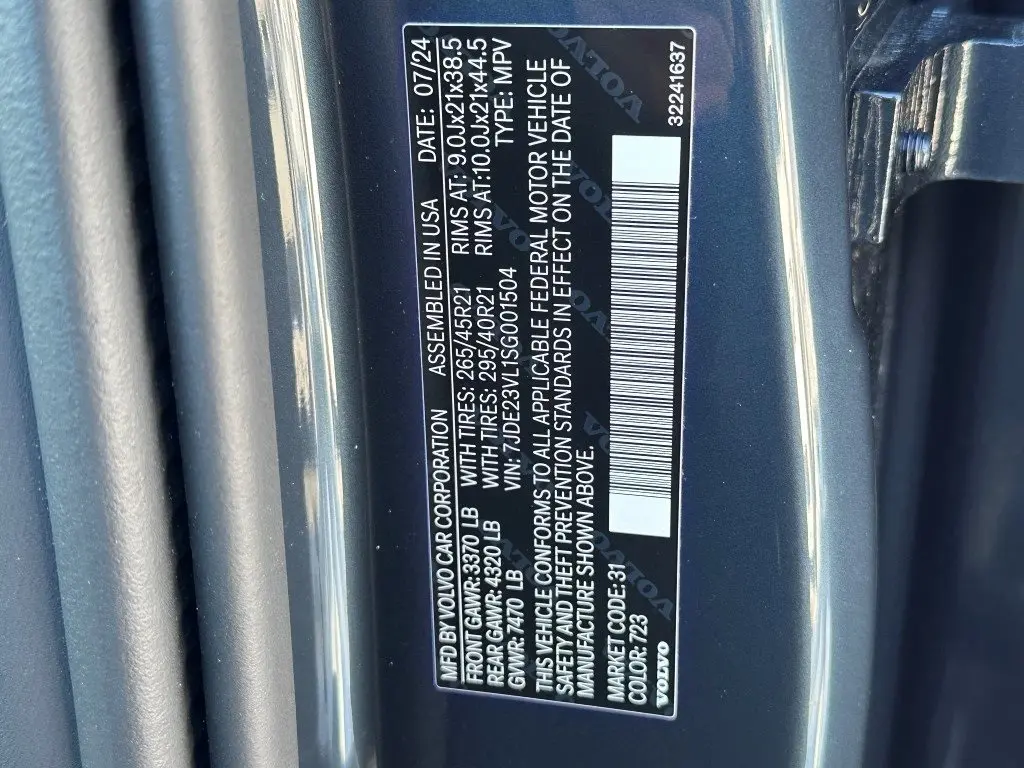 MFD BY VOLVO CAR CORPORATION ASSEMBLED IN USA DATE: 07/24
FRONT GAWR: 3370 LB WITH TIRES: 265/45R21 RIMS AT: 9.0Jx21x38.5
REAR GAWR: 4320 LB WITH TIRES: 295/40R21 RIMS AT:10.0Jx21x44.5
GVWR: 7470 LB VIN: 7JDE23VL1SG001504 TYPE: MPV
THIS VEHICLE CONFORMS TO ALL APPLICABLE FEDERAL MOTOR VEHICLE
SAFETY AND THEFT PREVENTION STANDARDS IN EFFECT ON THE DATE OF
MANUFACTURE SHOWN ABOVE.
MARKET CODE:31
COLOR:723
VOLVO 32241637